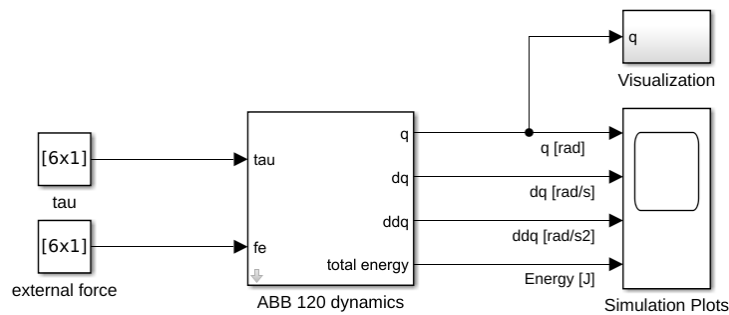 q
Visualization
[6x1]
tau
tau
q
q [rad]
dq
dq [rad/s]
[6x1]
external force
fe
ddq
ddq [rad/s2]
total energy
Energy [J]
ABB 120 dynamics
Simulation Plots